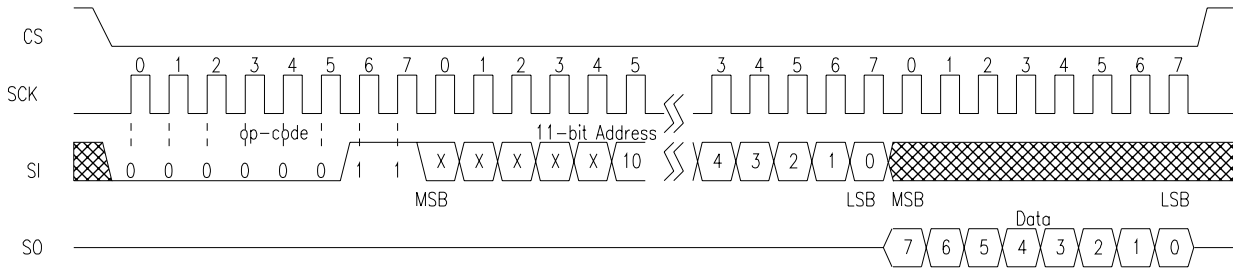 CS
0 1 2 3 4 5 6 7 0 1 2 3 4 5 3 4 5 6 7 0 1 2 3 4 5 6 7
SCK
op-code 11-bit Address
SI 0 0 0 0 0 0 1 1 X X X X X 10 4 3 2 1 0
MSB LSB MSB LSB
Data
SO 7 6 5 4 3 2 1 0